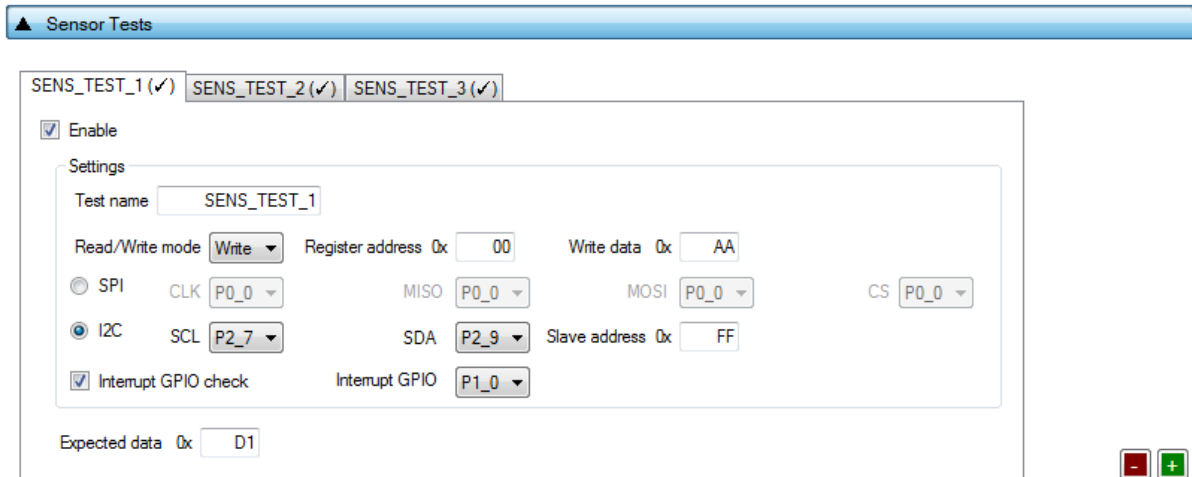 ▲ Sensor Tests
SENS_TEST_1 (✓) SENS_TEST_2 (✓) SENS_TEST_3 (✓)
Enable
Settings
Test name SENS_TEST_1
Read/Write mode Write Register address 0x 00 Write data 0x AA
SPI CLK P0_0 MISO P0_0 MOSI P0_0 CS P0_0
I2C SCL P2_7 SDA P2_9 Slave address 0x FF
Interrupt GPIO check Interrupt GPIO P1_0
Expected data 0x D1
- +